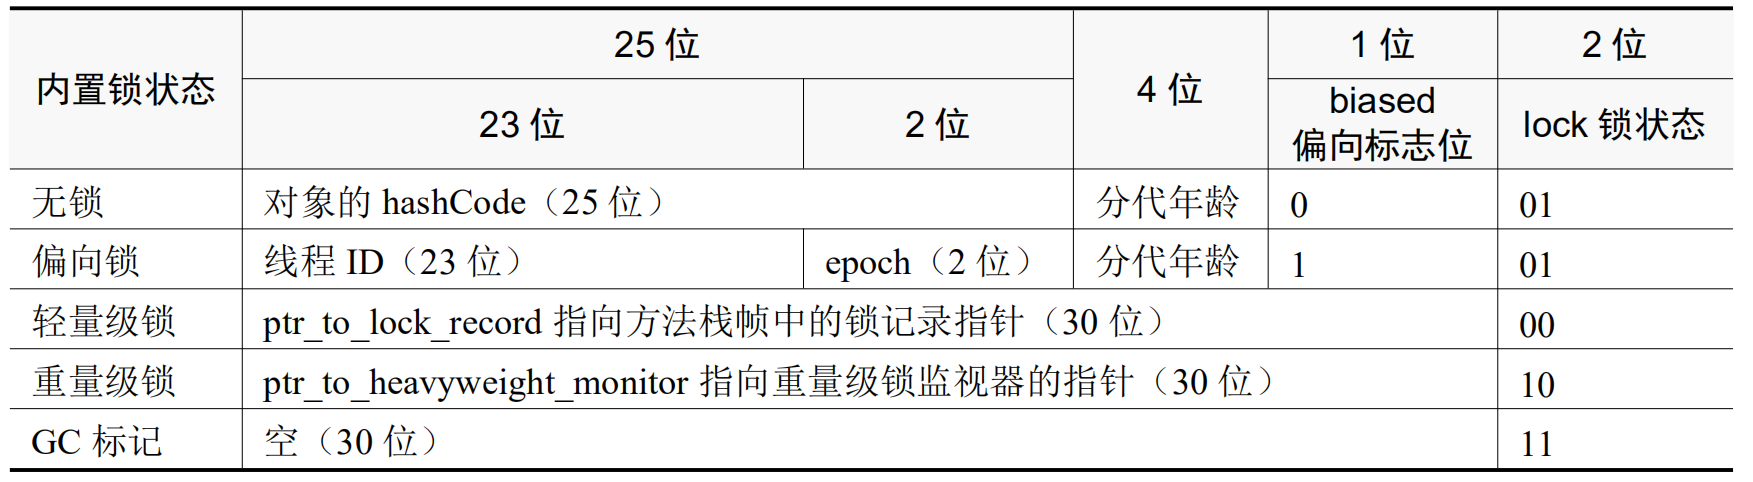 内置锁状态 25 位 4 位 1 位 2 位
23 位 2 位 biased 偏向标志位 lock 锁状态
无锁 对象的 hashCode（25 位） 分代年龄 0 01
偏向锁 线程 ID（23 位） epoch（2 位） 分代年龄 1 01
轻量级锁 ptr_to_lock_record 指向方法栈帧中的锁记录指针（30 位） 00
重量级锁 ptr_to_heavyweight_monitor 指向重量级锁监视器的指针（30 位） 10
GC 标记 空（30 位） 11